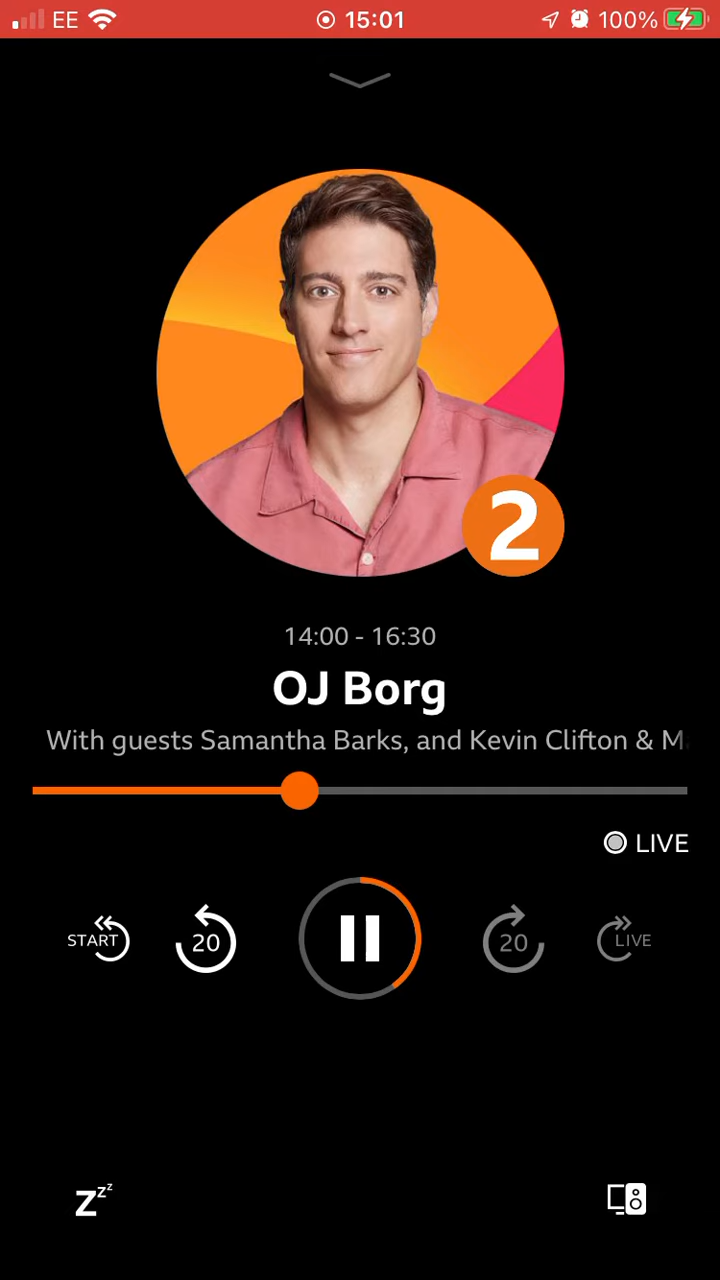 EE 15:01 100%
2
14:00 - 16:30
OJ Borg
With guests Samantha Barks, and Kevin Clifton &
LIVE
START 20 20 LIVE
Zzz